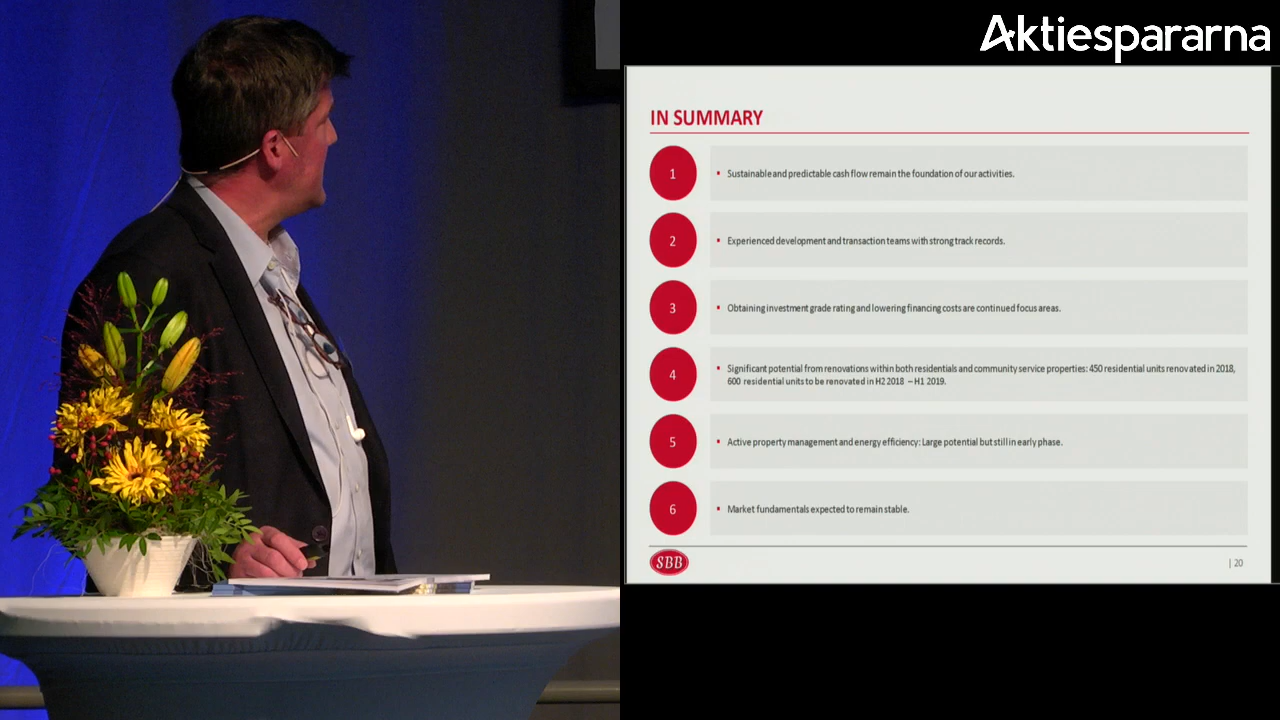 Aktiespararna
IN SUMMARY
1
▪ Sustainable and predictable cash flow remain the foundation of our activities.
2
▪ Experienced development and transaction teams with strong track records.
3
▪ Obtaining investment grade rating and lowering financing costs are continued focus areas.
4
▪ Significant potential from renovations within both residentials and community service properties: 450 residential units renovated in 2018,
600 residential units to be renovated in H2 2018 – H1 2019.
5
▪ Active property management and energy efficiency: Large potential but still in early phase.
6
▪ Market fundamentals expected to remain stable.
SBB
| 20